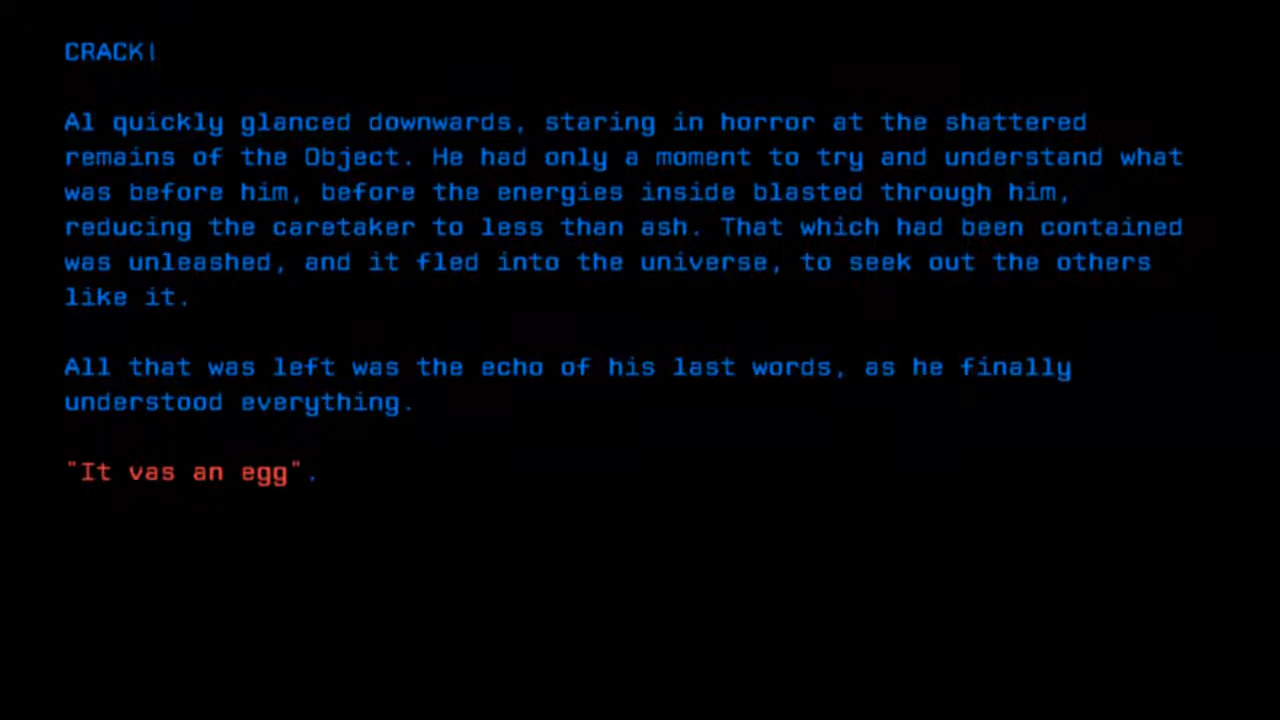 CRACK!
Al quickly glanced downwards, staring in horror at the shattered
remains of the Object. He had only a moment to try and understand what
was before him, before the energies inside blasted through him,
reducing the caretaker to less than ash. That which had been contained
was unleashed, and it fled into the universe, to seek out the others
like it.
All that was left was the echo of his last words, as he finally
understood everything.
"It vas an egg".